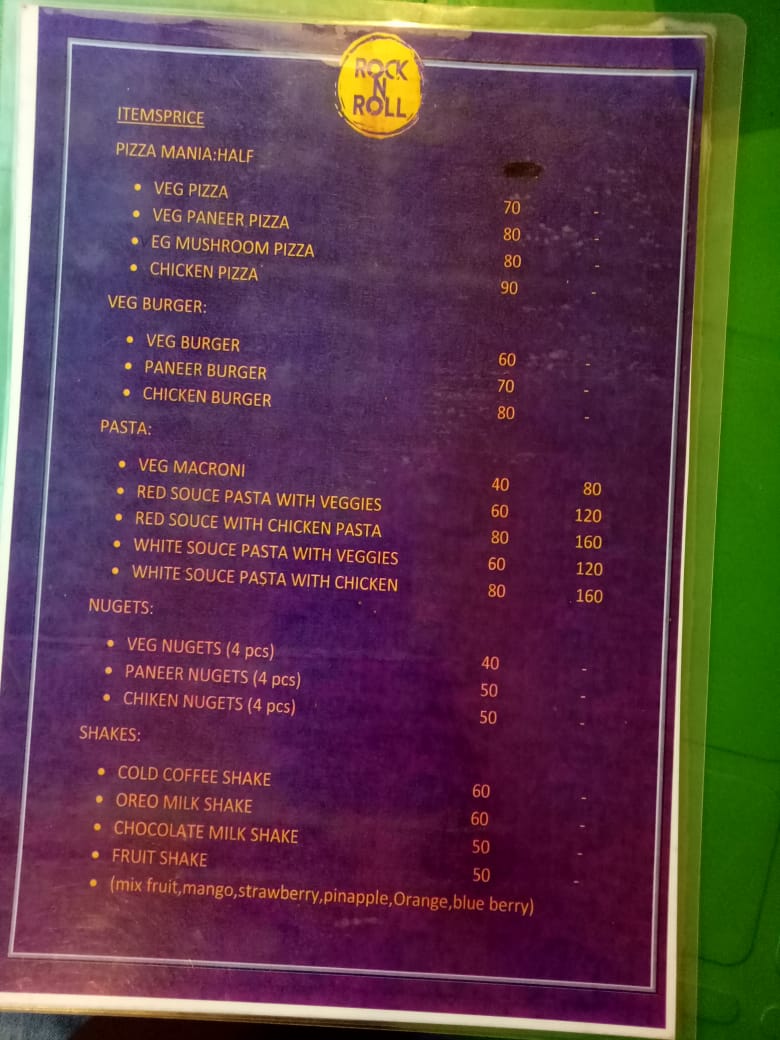 ROCK
N
ROLL
ITEMSPRICE
PIZZA MANIA:HALF
• VEG PIZZA 70 -
• VEG PANEER PIZZA 80 -
• EG MUSHROOM PIZZA 80 -
• CHICKEN PIZZA 90 -
VEG BURGER:
• VEG BURGER 60 -
• PANEER BURGER 70 -
• CHICKEN BURGER 80 -
PASTA:
• VEG MACRONI 40 80
• RED SOUCE PASTA WITH VEGGIES 60 120
• RED SOUCE WITH CHICKEN PASTA 80 160
• WHITE SOUCE PASTA WITH VEGGIES 60 120
• WHITE SOUCE PASTA WITH CHICKEN 80 160
NUGETS:
• VEG NUGETS (4 pcs) 40 -
• PANEER NUGETS (4 pcs) 50 -
• CHIKEN NUGETS (4 pcs) 50 -
SHAKES:
• COLD COFFEE SHAKE 60 -
• OREO MILK SHAKE 60 -
• CHOCOLATE MILK SHAKE 50 -
• FRUIT SHAKE 50 -
• (mix fruit,mango,strawberry,pinapple,Orange,blue berry)